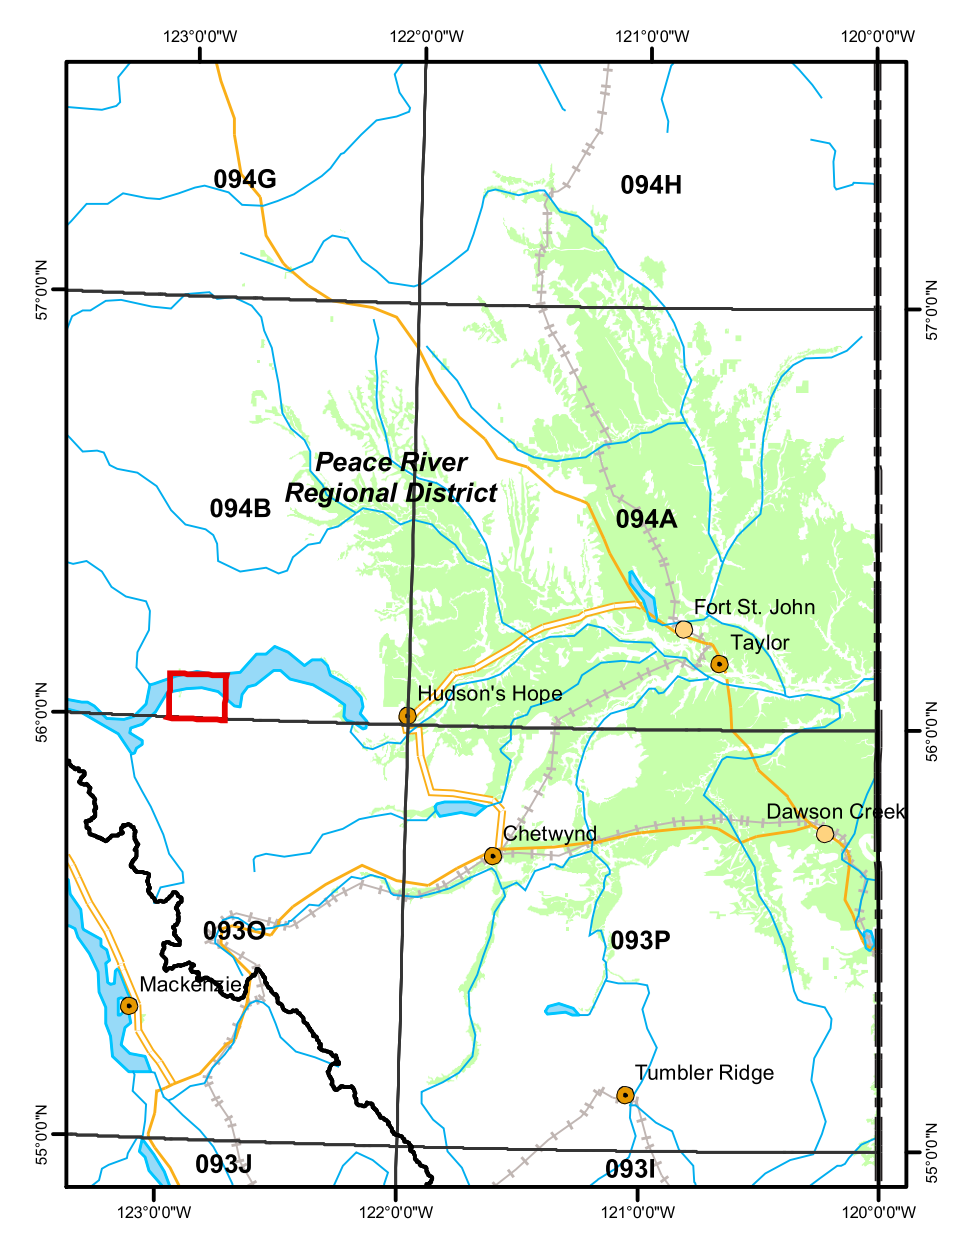 123°0'0"W
122°0'0"W
121°0'0"W
120°0'0"W
094G
094H
57°0'0"N
57°0'0"N
Peace River
Regional District
094B
094A
Fort St. John
Taylor
Hudson's Hope
56°0'0"N
56°0'0"N
Dawson Creek
Chetwynd
093O
093P
Mackenzie
Tumbler Ridge
55°0'0"N
55°0'0"N
093J
093I
123°0'0"W
122°0'0"W
121°0'0"W
120°0'0"W